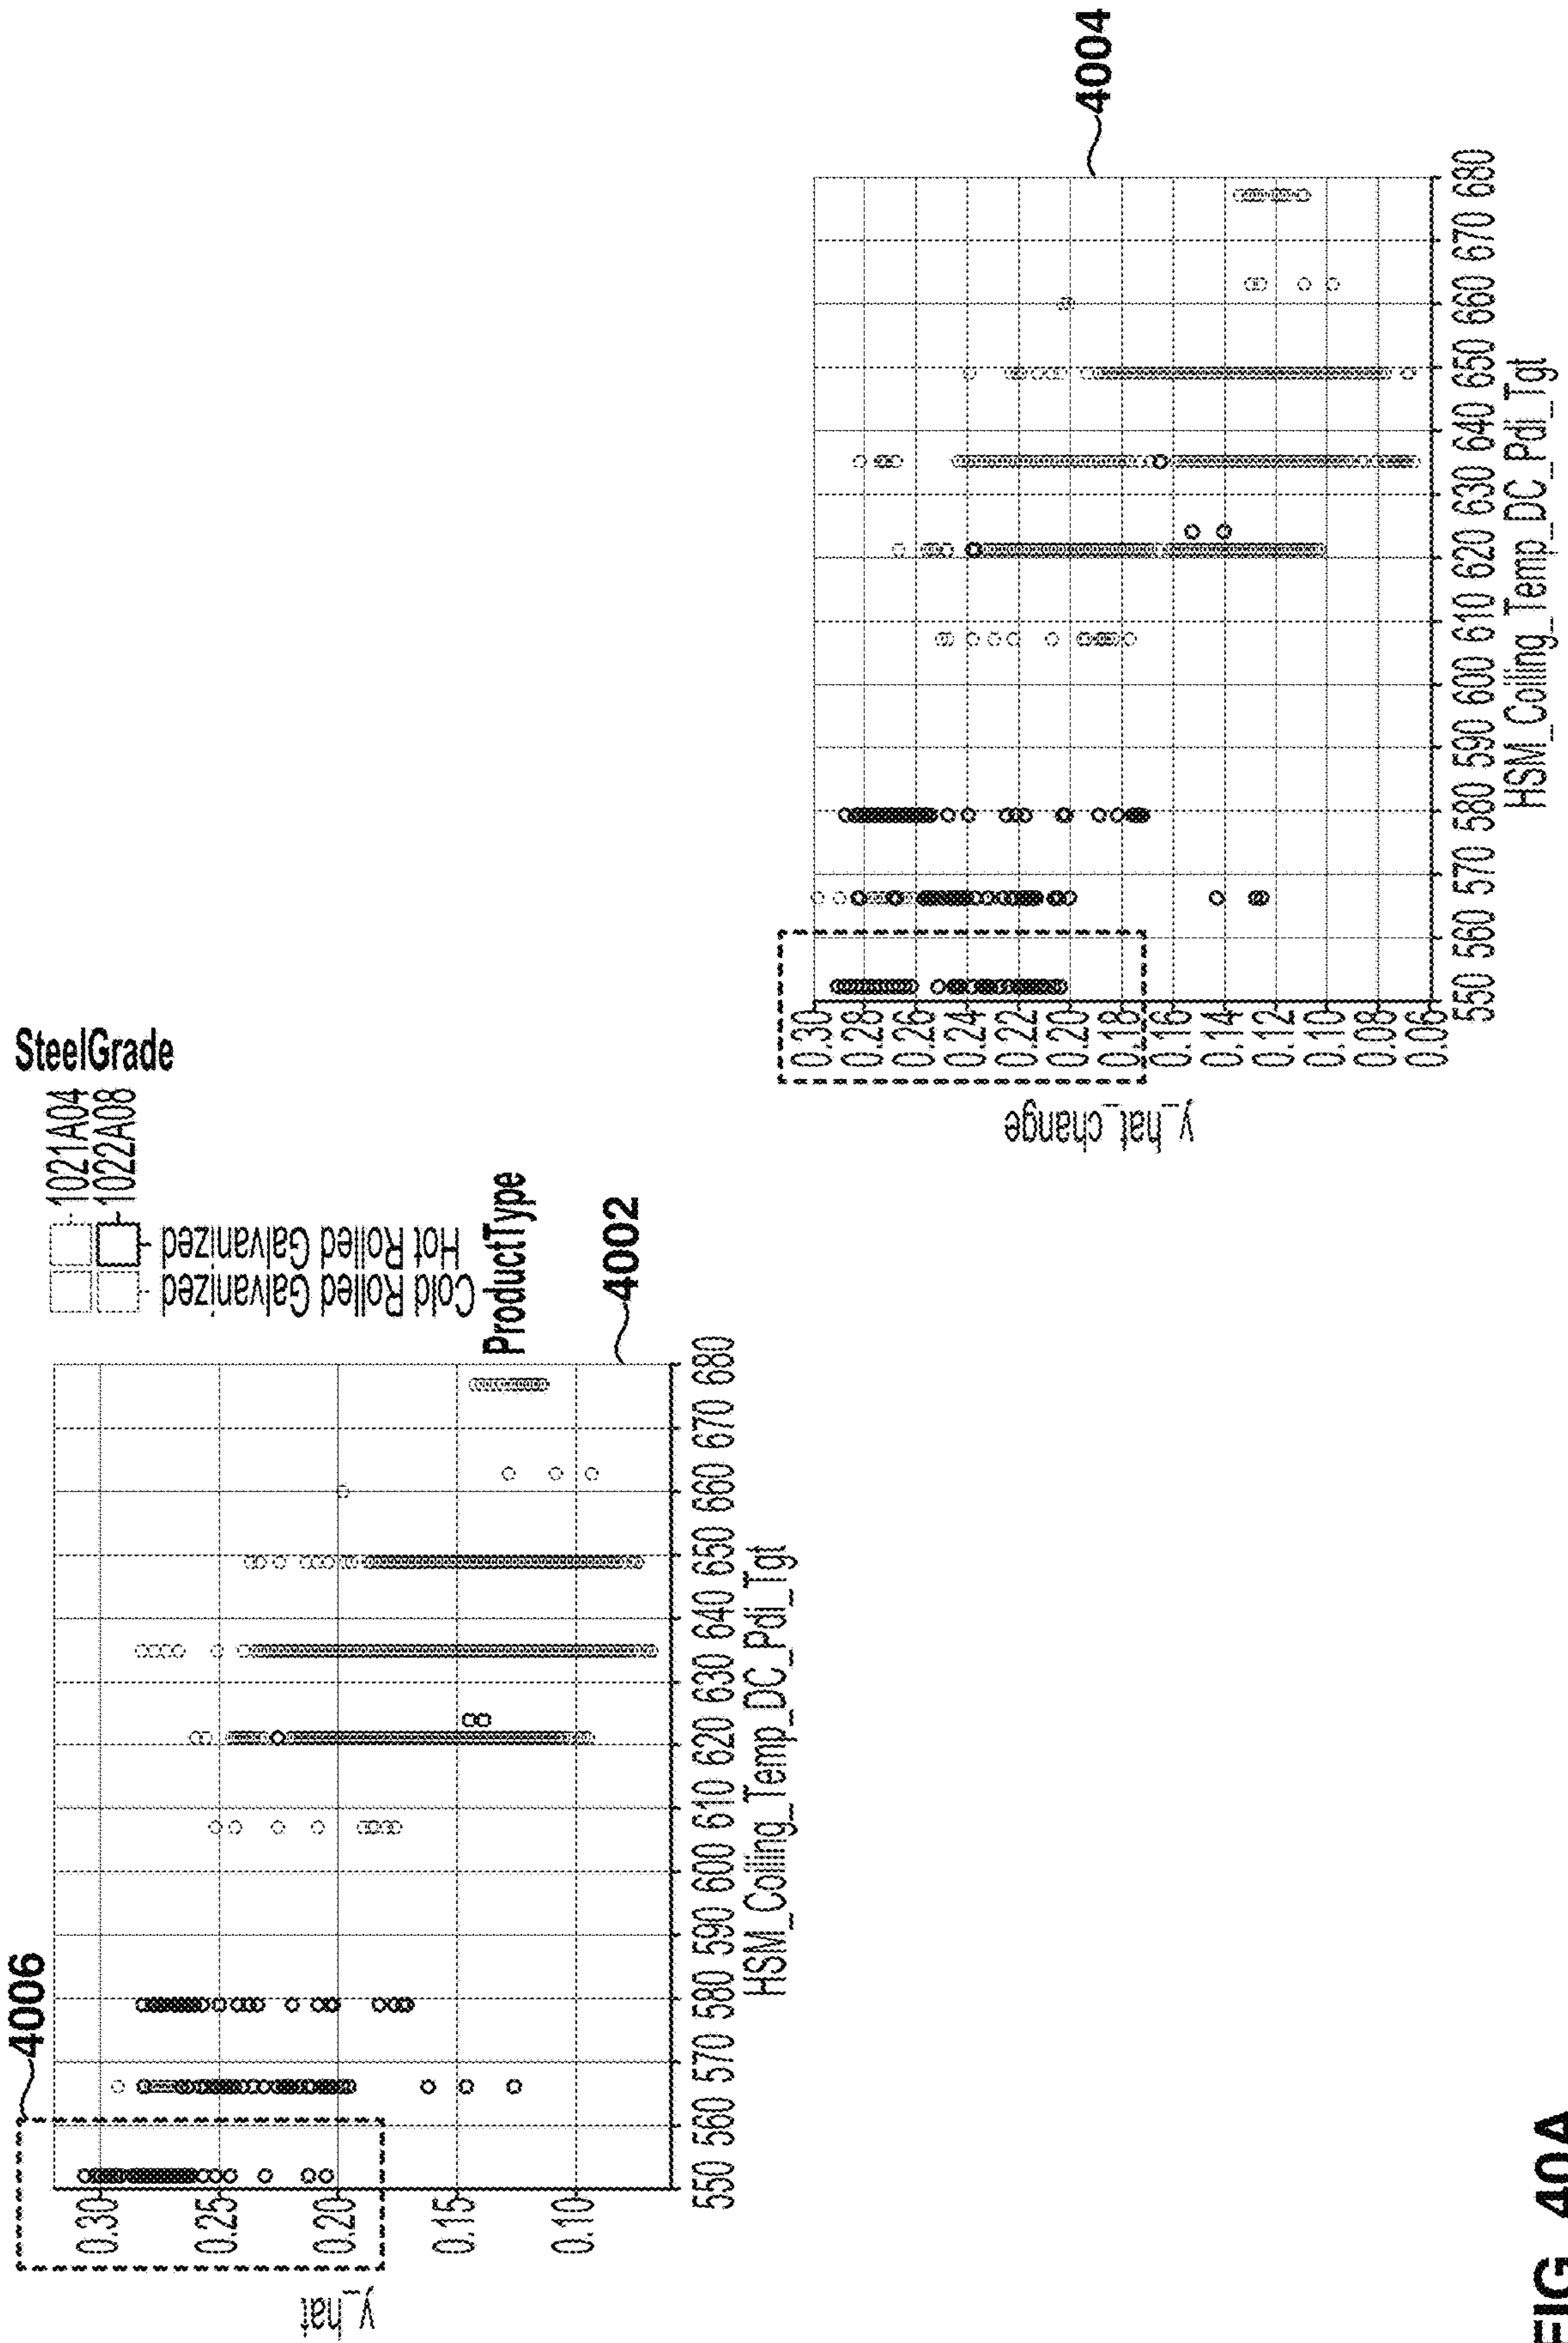 4006
y_hat
0.30
0.25
0.20
0.15
0.10
550 560 570 580 590 600 610 620 630 640 650 660 670 680
HSM_Coiling_Temp_DC_Pdi_Tgt
4002
SteelGrade
1021A04
1022A08
Cold Rolled Galvanized
Hot Rolled Galvanized
ProductType
y_hat_change
0.30
0.28
0.26
0.24
0.22
0.20
0.18
0.16
0.14
0.12
0.10
0.08
0.06
550 560 570 580 590 600 610 620 630 640 650 660 670 680
HSM_Coiling_Temp_DC_Pdi_Tgt
4004
FIG. 40A